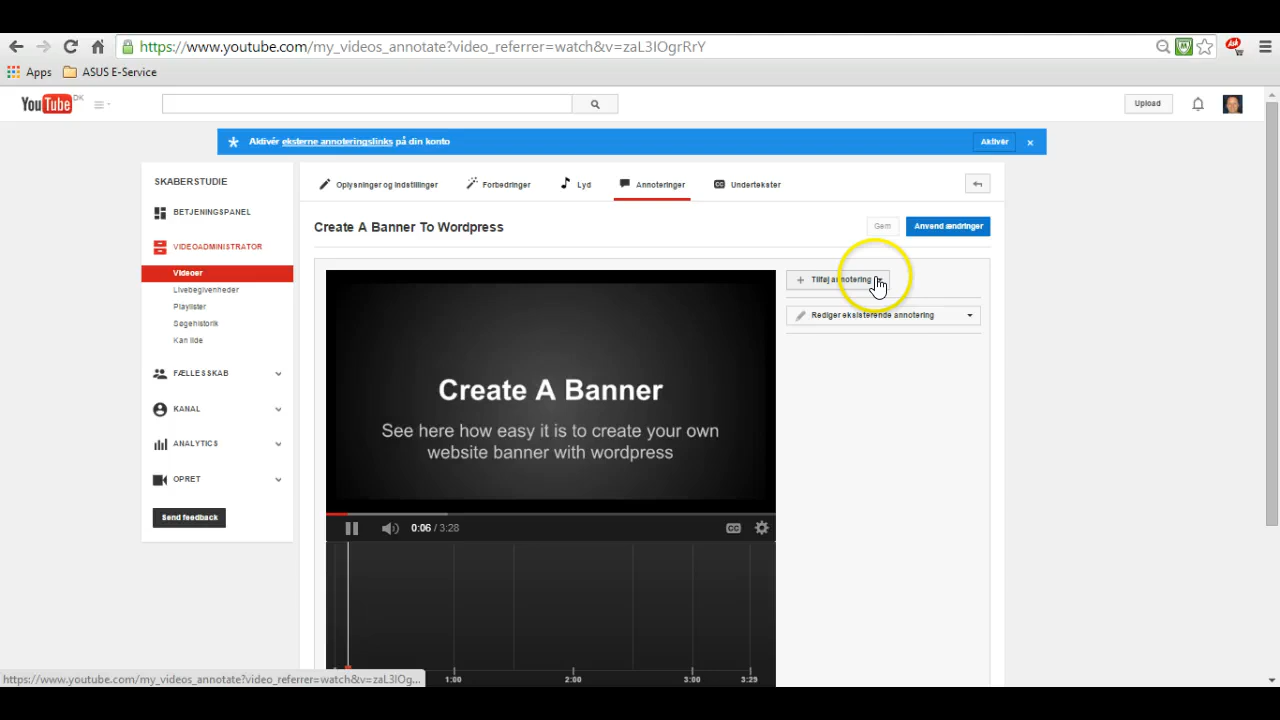 https://www.youtube.com/my_videos_annotate?video_referrer=watch&v=zaL3IOgrRrY
Apps
ASUS E-Service
YouTube DK
Upload
Aktivér eksterne annoteringslinks på din konto
Aktivér
SKABERSTUDIE
BETJENINGSPANEL
VIDEOADMINISTRATOR
Videoer
Livebegivenheder
Playlister
Søgehistorik
Kan lide
FÆLLESSKAB
KANAL
ANALYTICS
OPRET
Send feedback
Oplysninger og indstillinger
Forbedringer
Lyd
Annoteringer
CC Undertekster
Create A Banner To Wordpress
Gem
Anvend ændringer
Tilføj annotering
Rediger eksisterende annotering
Create A Banner
See here how easy it is to create your own
website banner with wordpress
0:06 / 3:28
CC
1:00
2:00
3:00
3:29
https://www.youtube.com/my_videos_annotate?video_referrer=watch&v=zaL3IOg...